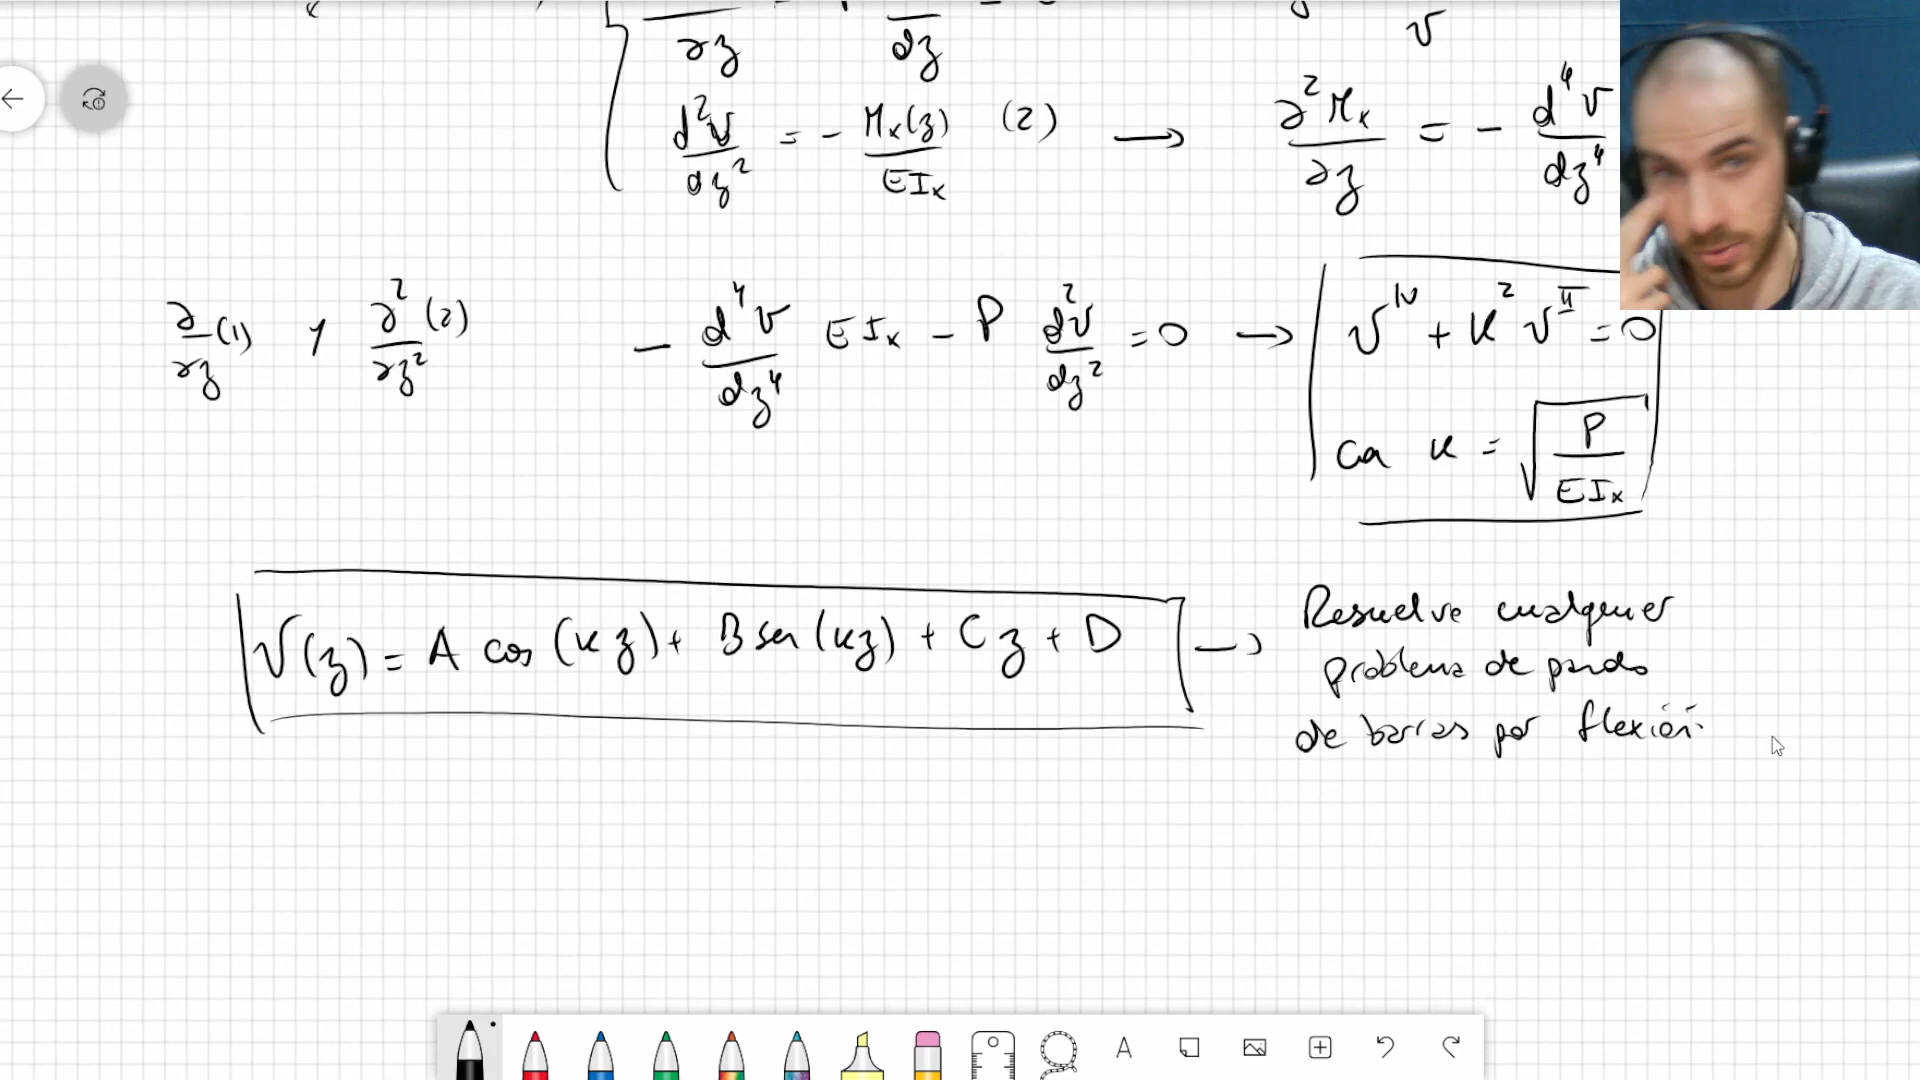 ∂z dz v
d²v/dz² = - Mx(z)/EIx (2) → ∂²Mx/∂z = - d⁴v/dz⁴
∂/∂z (1) y ∂²(2)/∂z² - d⁴v/dz⁴ EIx - P d²v/dz² = 0 → v^IV + K² v^II = 0
con K = √(P/EIx)
V(z) = A cos(kz) + B sen(kz) + Cz + D → Resuelve cualquier
problema de pandeo
de barras por flexión.
A